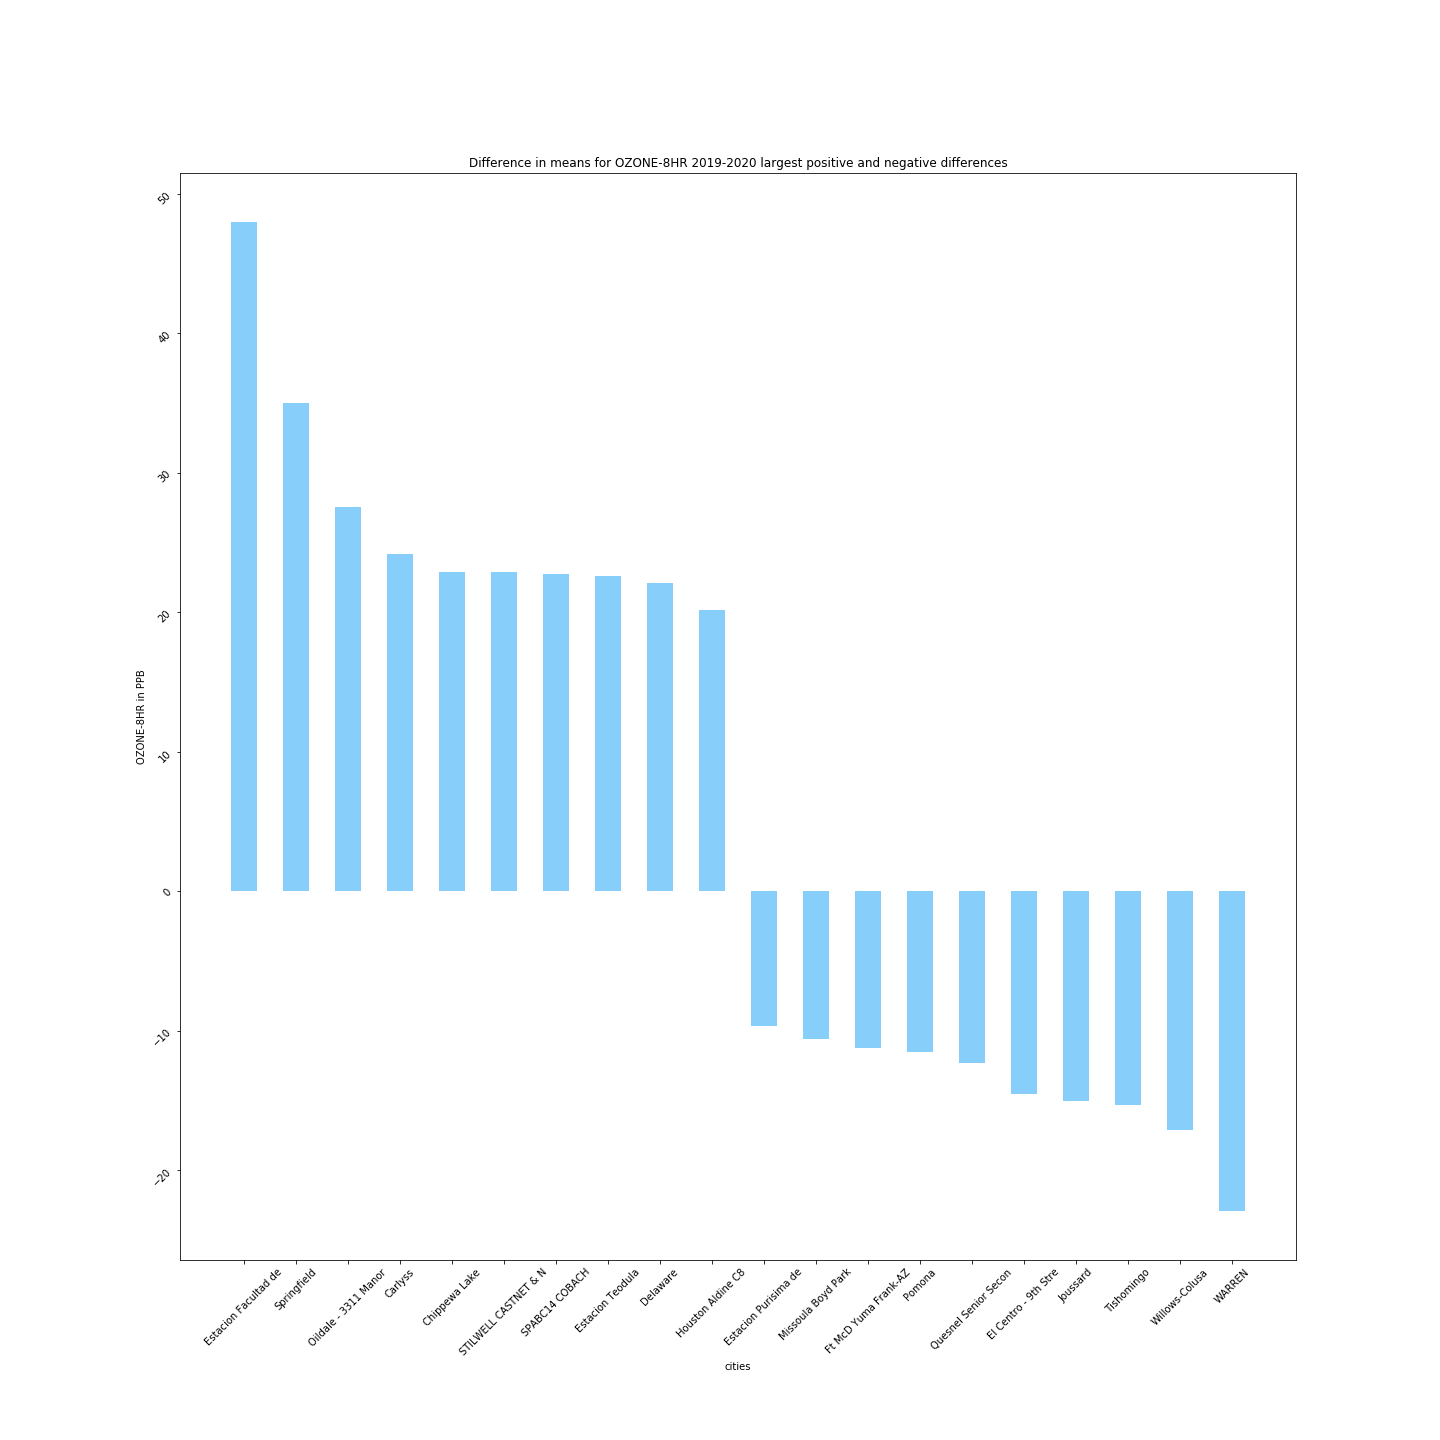 Difference in means for OZONE-8HR 2019-2020 largest positive and negative differences
50
40
30
20
10
0
−10
−20
OZONE-8HR in PPB
Estacion Facultad de
Springfield
Oildale - 3311 Manor
Carlyss
Chippewa Lake
STILWELL CASTNET & N
SPABC14 COBACH
Estacion Teodula
Delaware
Houston Aldine C8
Estacion Purisima de
Missoula Boyd Park
Ft McD Yuma Frank-AZ
Pomona
Quesnel Senior Secon
El Centro - 9th Stre
Joussard
TIshomingo
Willows-Colusa
WARREN
cities